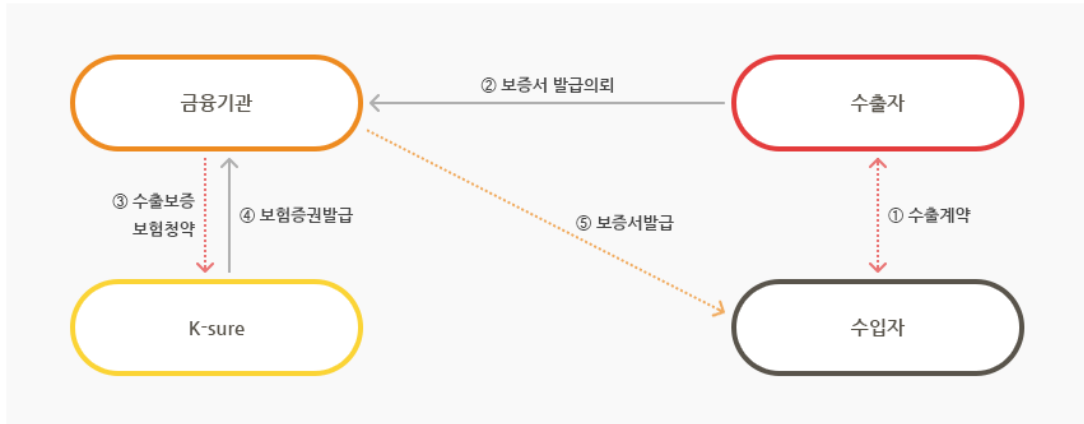 ② 보증서 발급의뢰
금융기관
수출자
③ 수출보증
보험청약
④ 보험증권발급
⑤ 보증서발급
① 수출계약
K-sure
수입자